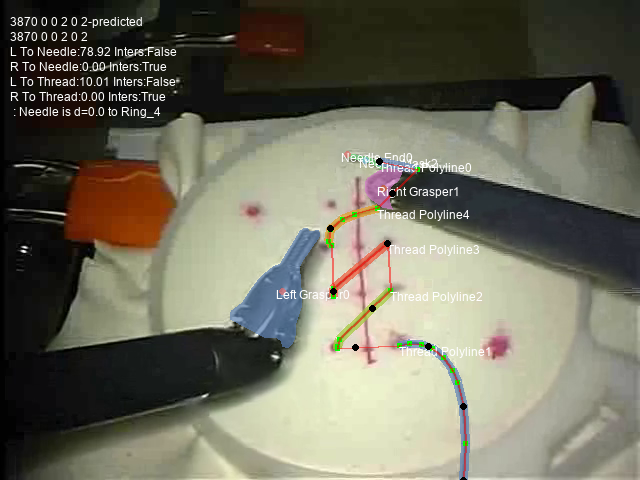 3870 0 0 2 0 2-predicted
3870 0 0 2 0 2
L To Needle:78.92 Inters:False
R To Needle:0.00 Inters:True
L To Thread:10.01 Inters:False
R To Thread:0.00 Inters:True
: Needle is d=0.0 to Ring_4
Needle End0
Thread Polyline0
Right Grasper1
Thread Polyline4
Thread Polyline3
Left Grasper0
Thread Polyline2
Thread Polyline1